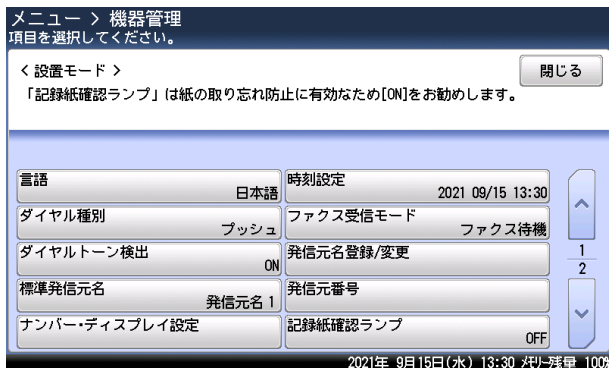 メニュー > 機器管理
項目を選択してください。
< 設置モード >
閉じる
「記録紙確認ランプ」は紙の取り忘れ防止に有効なため[ON]をお勧めします。
言語
日本語
時刻設定
2021 09/15 13:30
ダイヤル種別
プッシュ
ファクス受信モード
ファクス待機
ダイヤルトーン検出
ON
発信元名登録/変更
1
2
標準発信元名
発信元名 1
発信元番号
ナンバー・ディスプレイ設定
記録紙確認ランプ
OFF
2021年 9月15日(水) 13:30 メモリー残量 100%